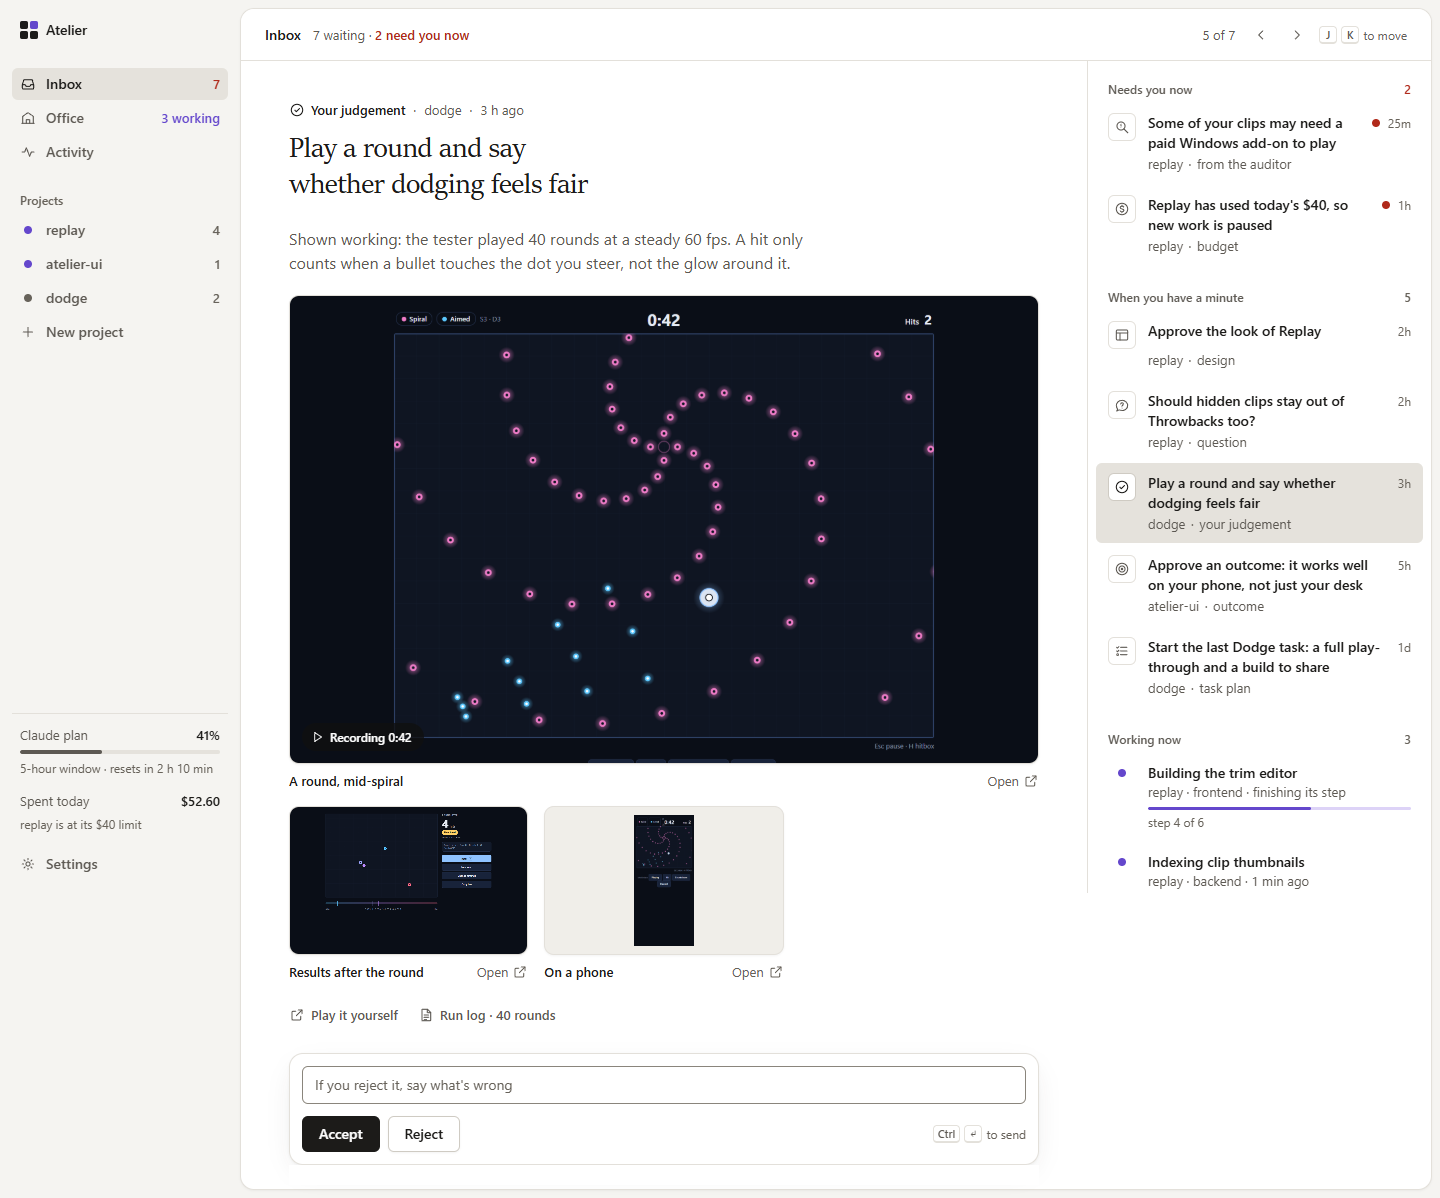 Atelier
Inbox 7
Office 3 working
Activity
Projects
replay 4
atelier-ui 1
dodge 2
New project
Claude plan 41%
5-hour window · resets in 2 h 10 min
Spent today $52.60
replay is at its $40 limit
Settings
Inbox 7 waiting · 2 need you now
5 of 7 J K to move
Your judgement · dodge · 3 h ago
Play a round and say
whether dodging feels fair
Shown working: the tester played 40 rounds at a steady 60 fps. A hit only
counts when a bullet touches the dot you steer, not the glow around it.
Spiral Aimed S3 · D3 0:42 Hits 2
Recording 0:42
Esc pause · H hitbox
A round, mid-spiral Open
4
0:42
Results after the round Open
On a phone Open
Play it yourself Run log · 40 rounds
If you reject it, say what's wrong
Accept Reject Ctrl ⏎ to send
Needs you now 2
Some of your clips may need a 25m
paid Windows add-on to play
replay · from the auditor
Replay has used today's $40, so 1h
new work is paused
replay · budget
When you have a minute 5
Approve the look of Replay 2h
replay · design
Should hidden clips stay out of 2h
Throwbacks too?
replay · question
Play a round and say whether 3h
dodging feels fair
dodge · your judgement
Approve an outcome: it works well 5h
on your phone, not just your desk
atelier-ui · outcome
Start the last Dodge task: a full play- 1d
through and a build to share
dodge · task plan
Working now 3
Building the trim editor
replay · frontend · finishing its step
step 4 of 6
Indexing clip thumbnails
replay · backend · 1 min ago